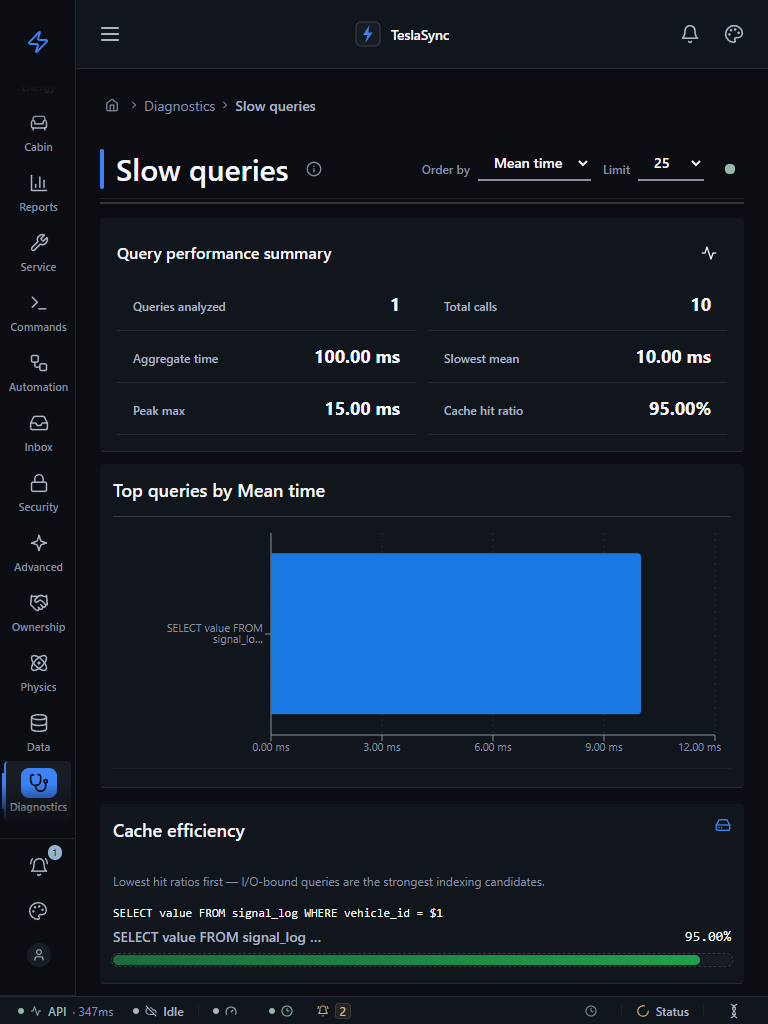 TeslaSync
Energy
Cabin
Reports
Service
Commands
Automation
Inbox
Security
Advanced
Ownership
Physics
Data
Diagnostics
1
Diagnostics
Slow queries
Slow queries
Order by
Mean time
Limit
25
Query performance summary
Queries analyzed 1
Total calls 10
Aggregate time 100.00 ms
Slowest mean 10.00 ms
Peak max 15.00 ms
Cache hit ratio 95.00%
Top queries by Mean time
SELECT value FROM
signal_lo...
0.00 ms 3.00 ms 6.00 ms 9.00 ms 12.00 ms
Cache efficiency
Lowest hit ratios first — I/O-bound queries are the strongest indexing candidates.
SELECT value FROM signal_log WHERE vehicle_id = $1
SELECT value FROM signal_log ... 95.00%
API · 347ms Idle 2 Status